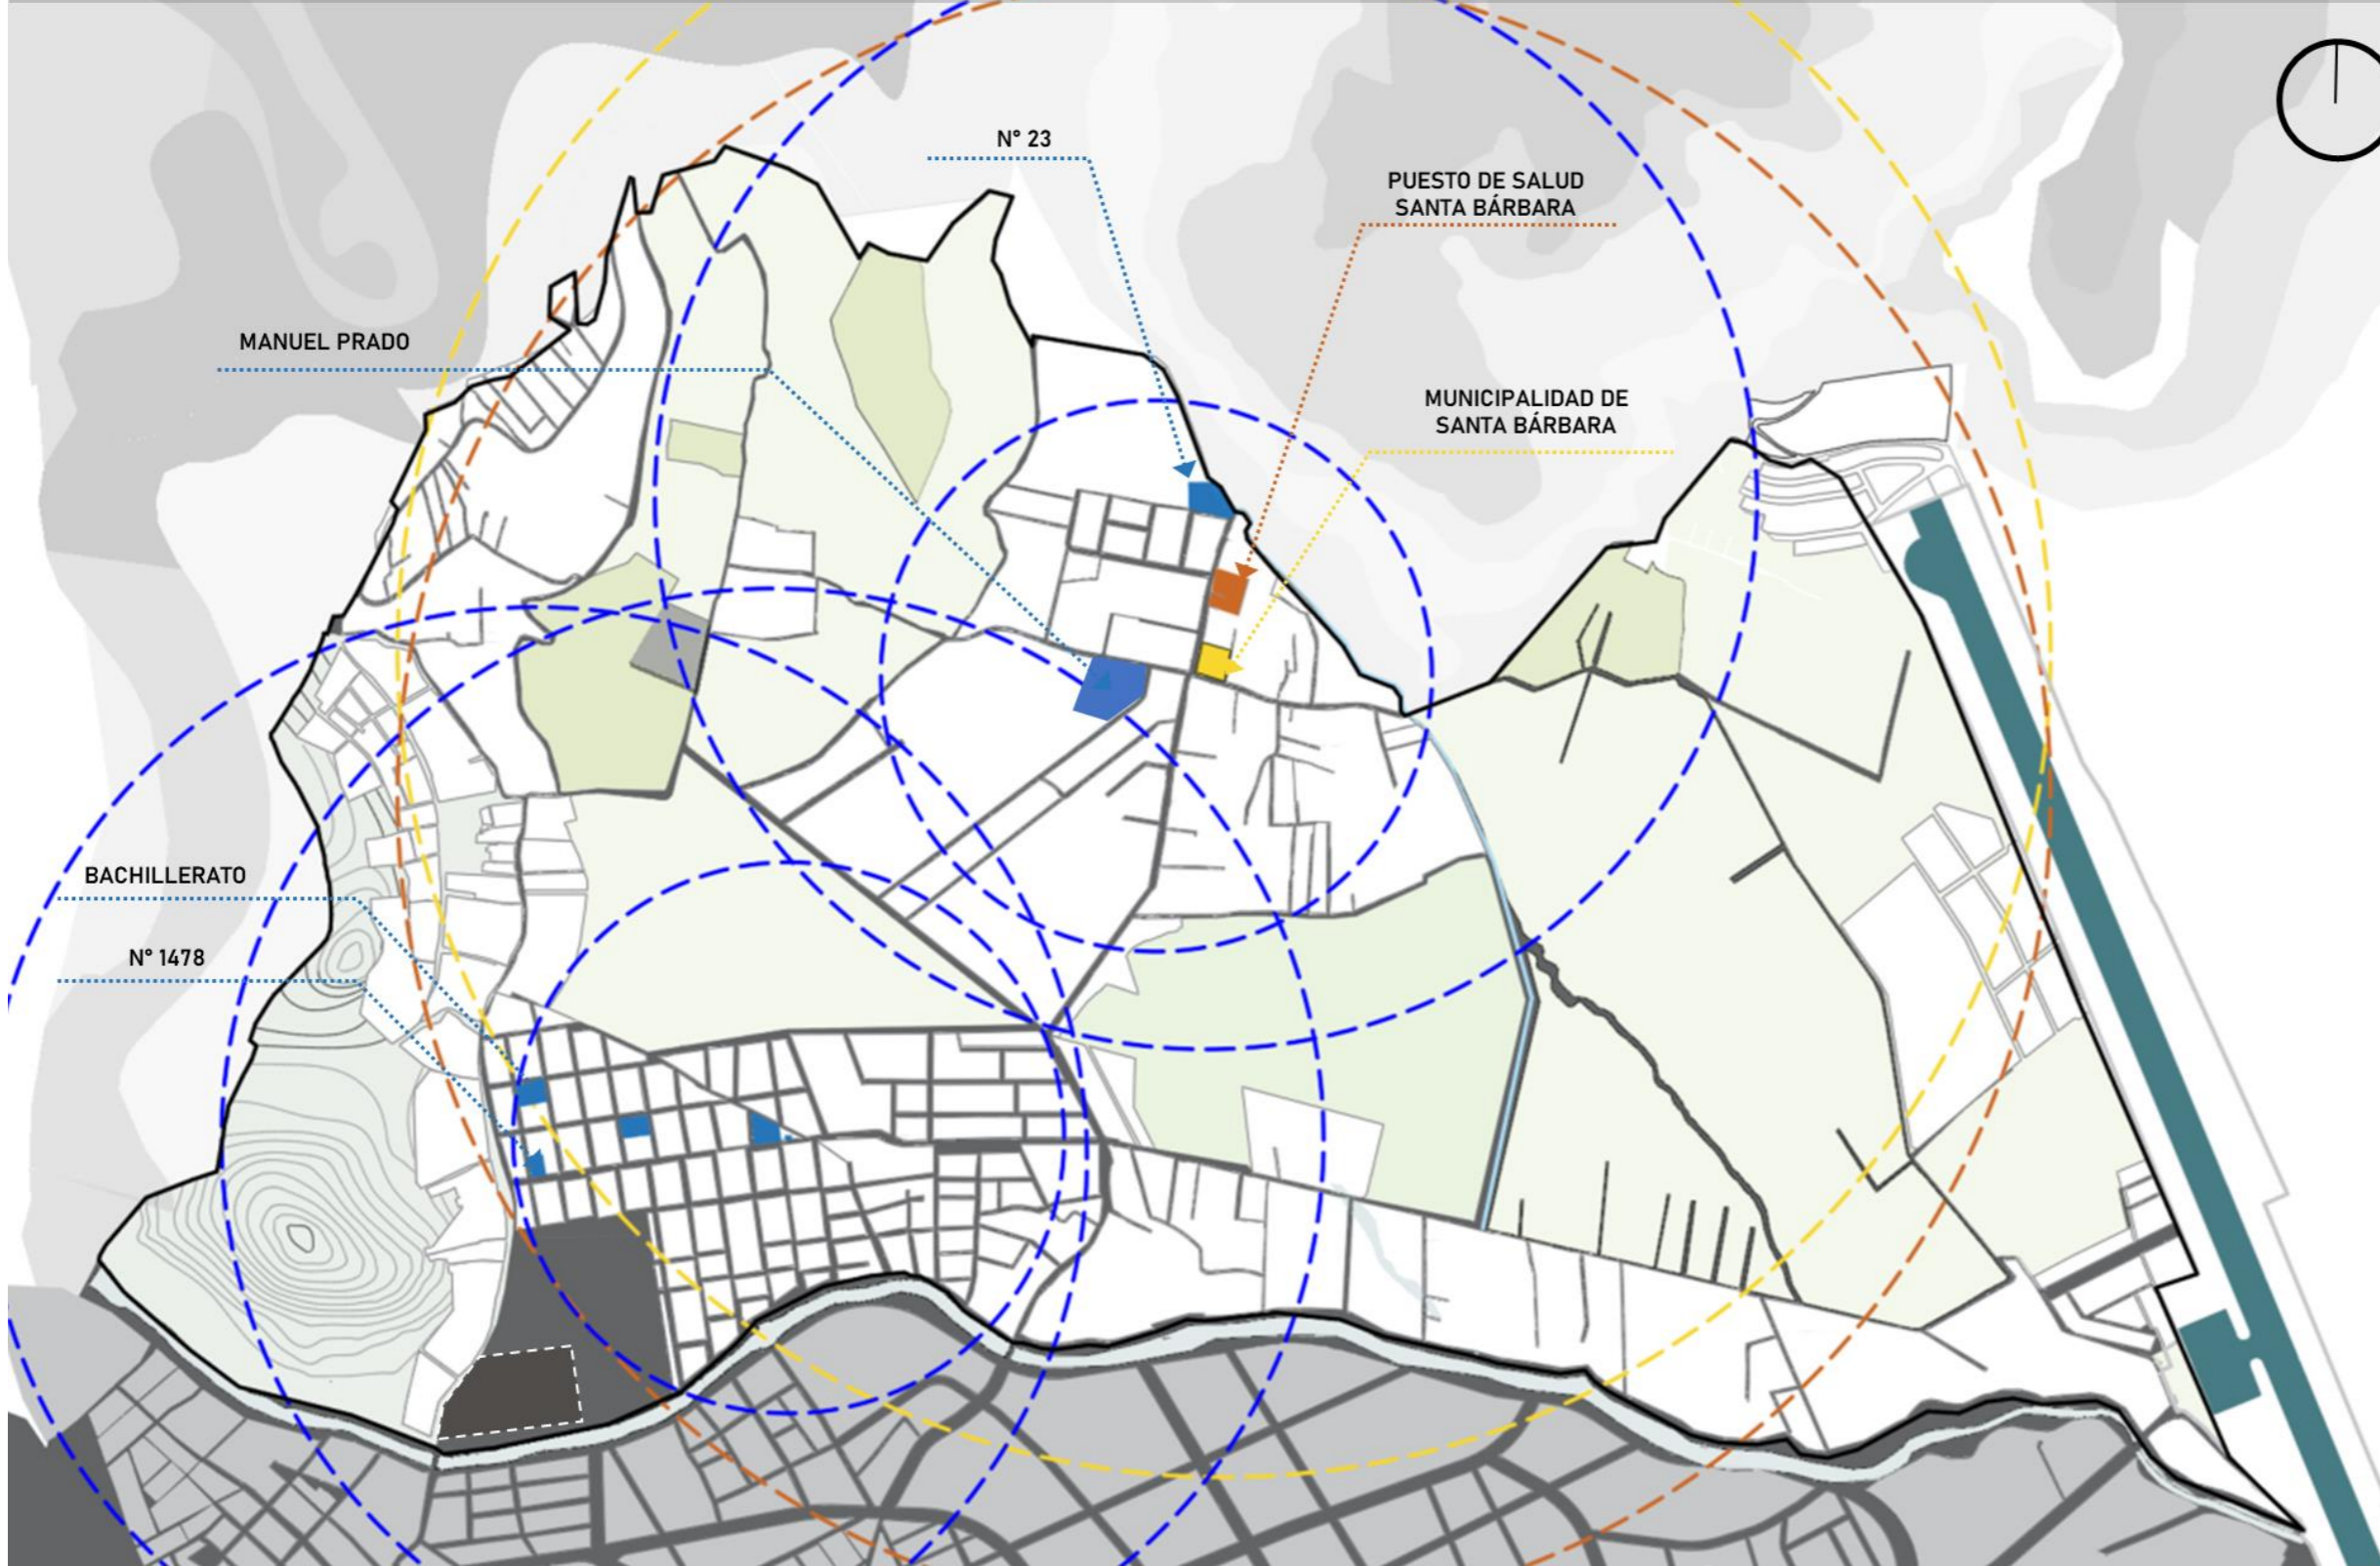 N° 23
PUESTO DE SALUD
SANTA BÁRBARA
MANUEL PRADO
MUNICIPALIDAD DE
SANTA BÁRBARA
BACHILLERATO
N° 1478